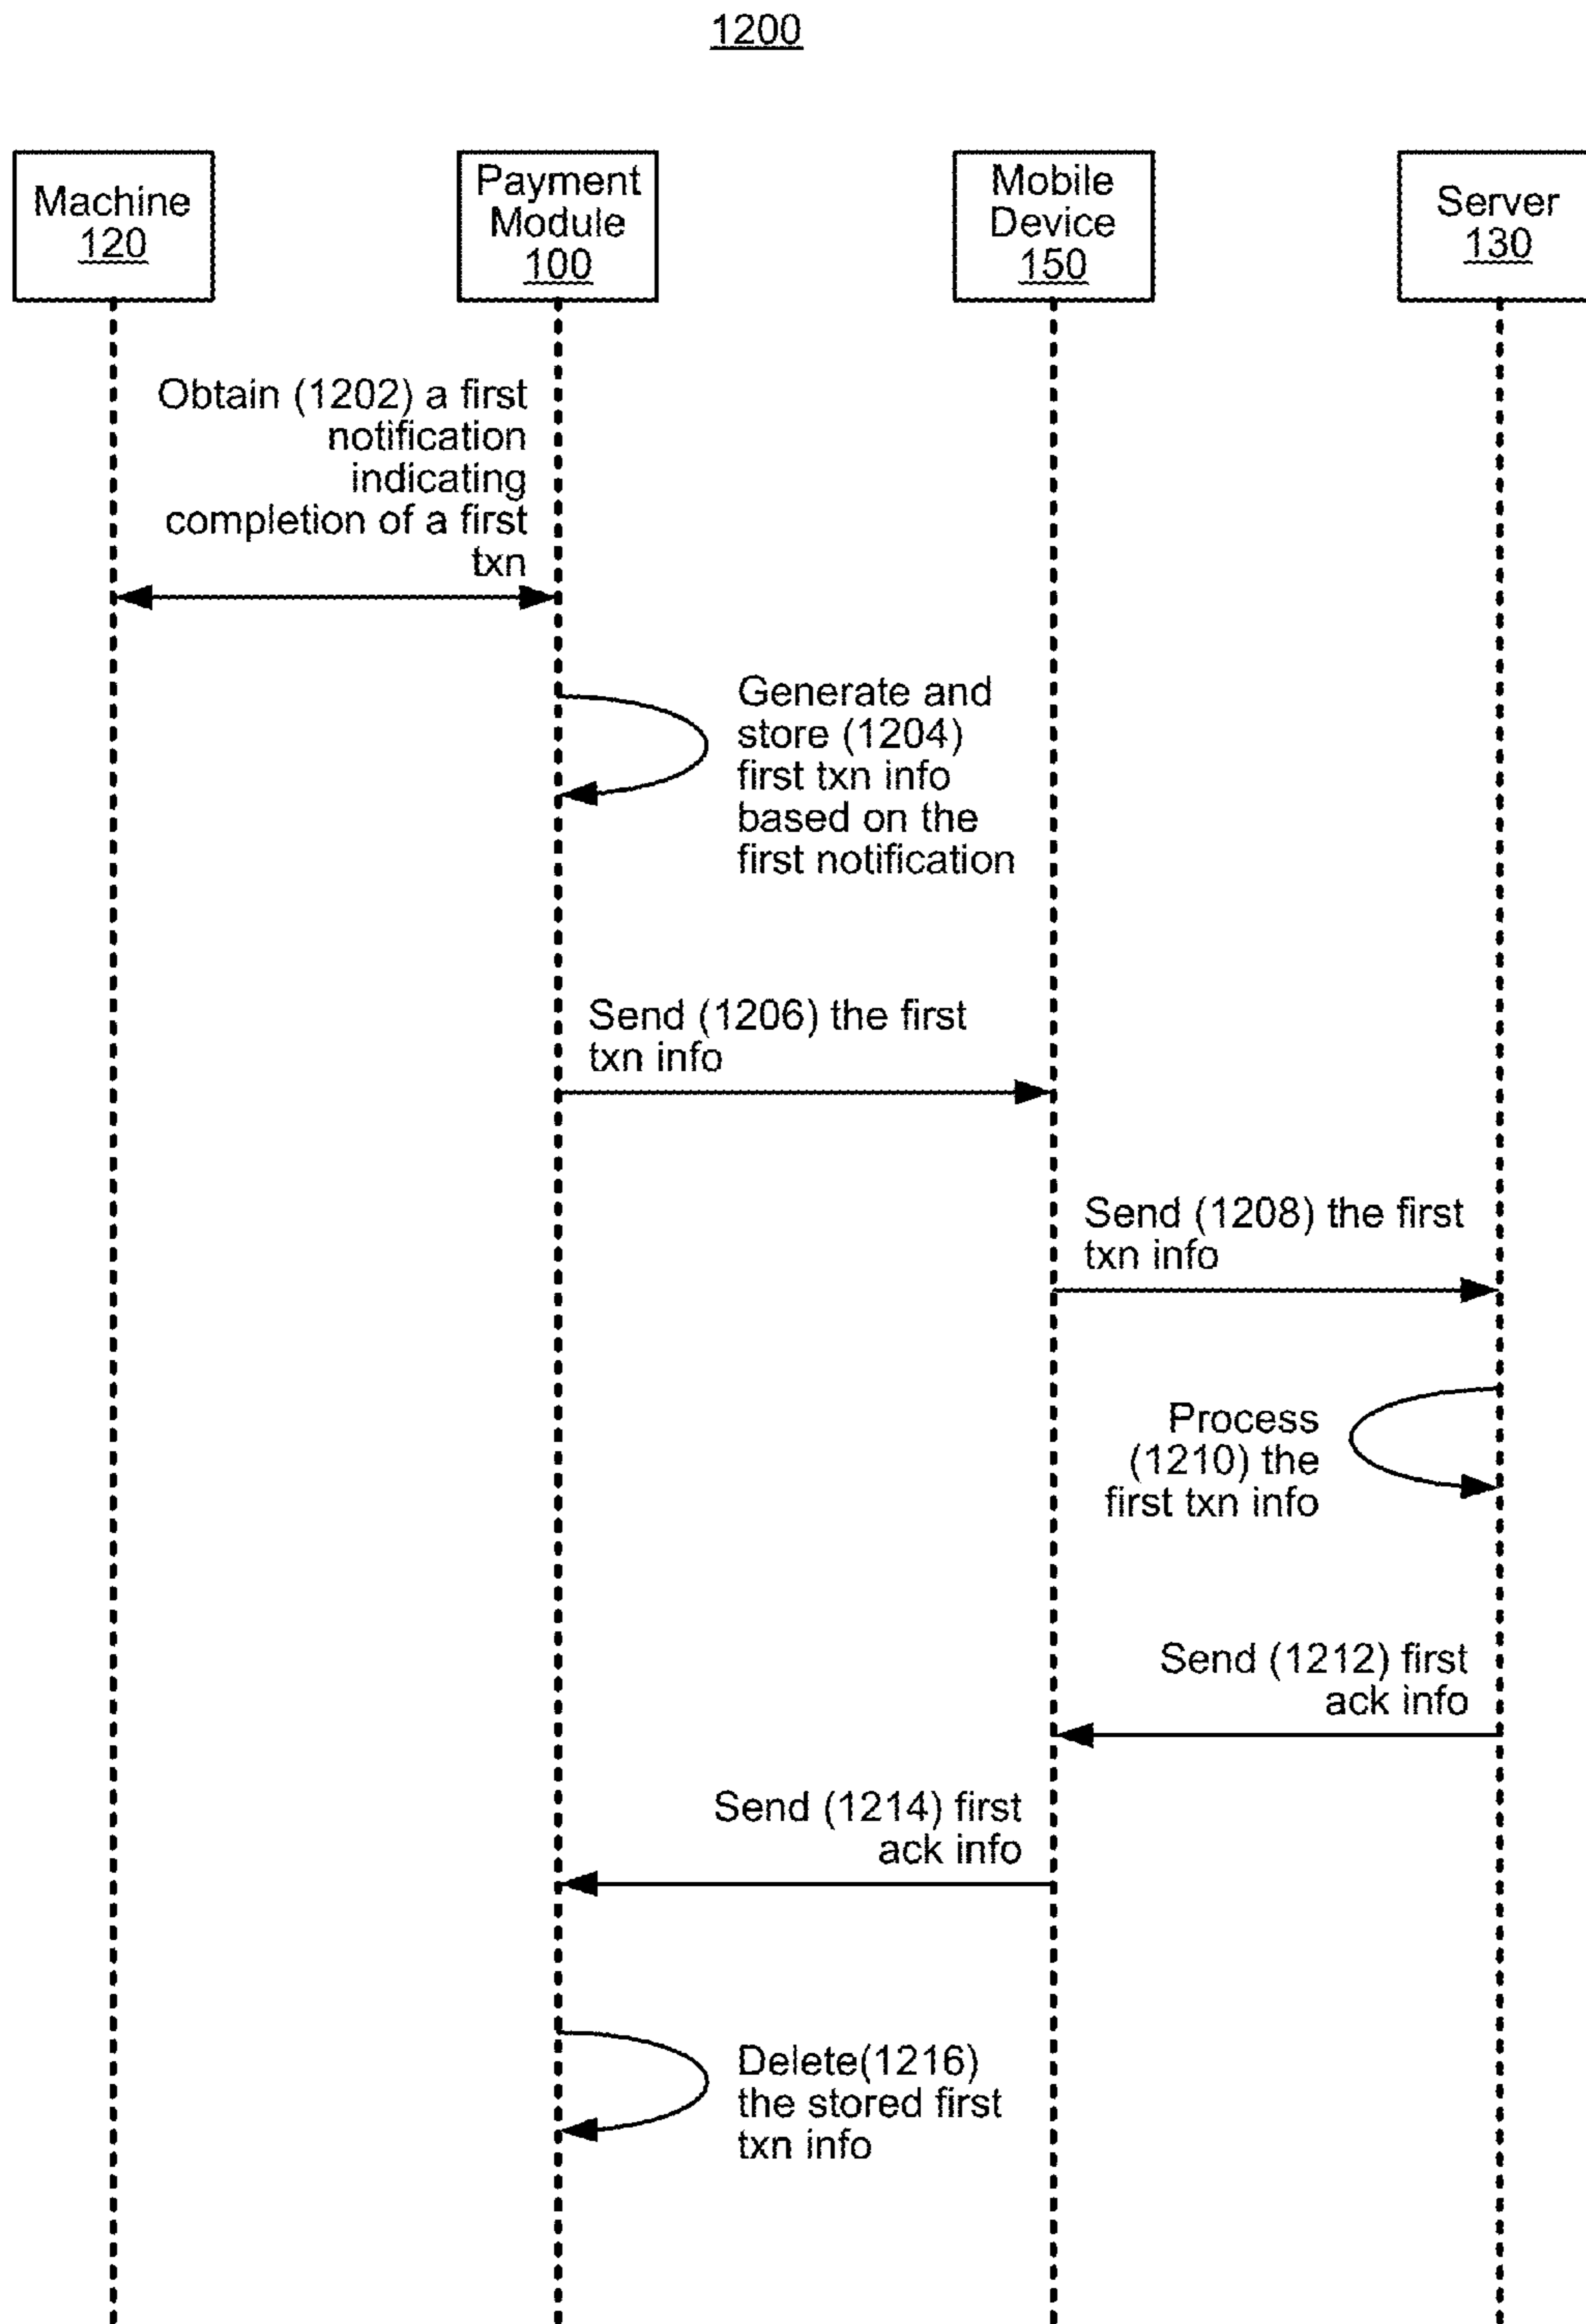 1200
Machine
120
Payment
Module
100
Mobile
Device
150
Server
130
Obtain (1202) a first
notification
indicating
completion of a first
txn
Generate and
store (1204)
first txn info
based on the
first notification
Send (1206) the first
txn info
Send (1208) the first
txn info
Process
(1210) the
first txn info
Send (1212) first
ack info
Send (1214) first
ack info
Delete(1216)
the stored first
txn info